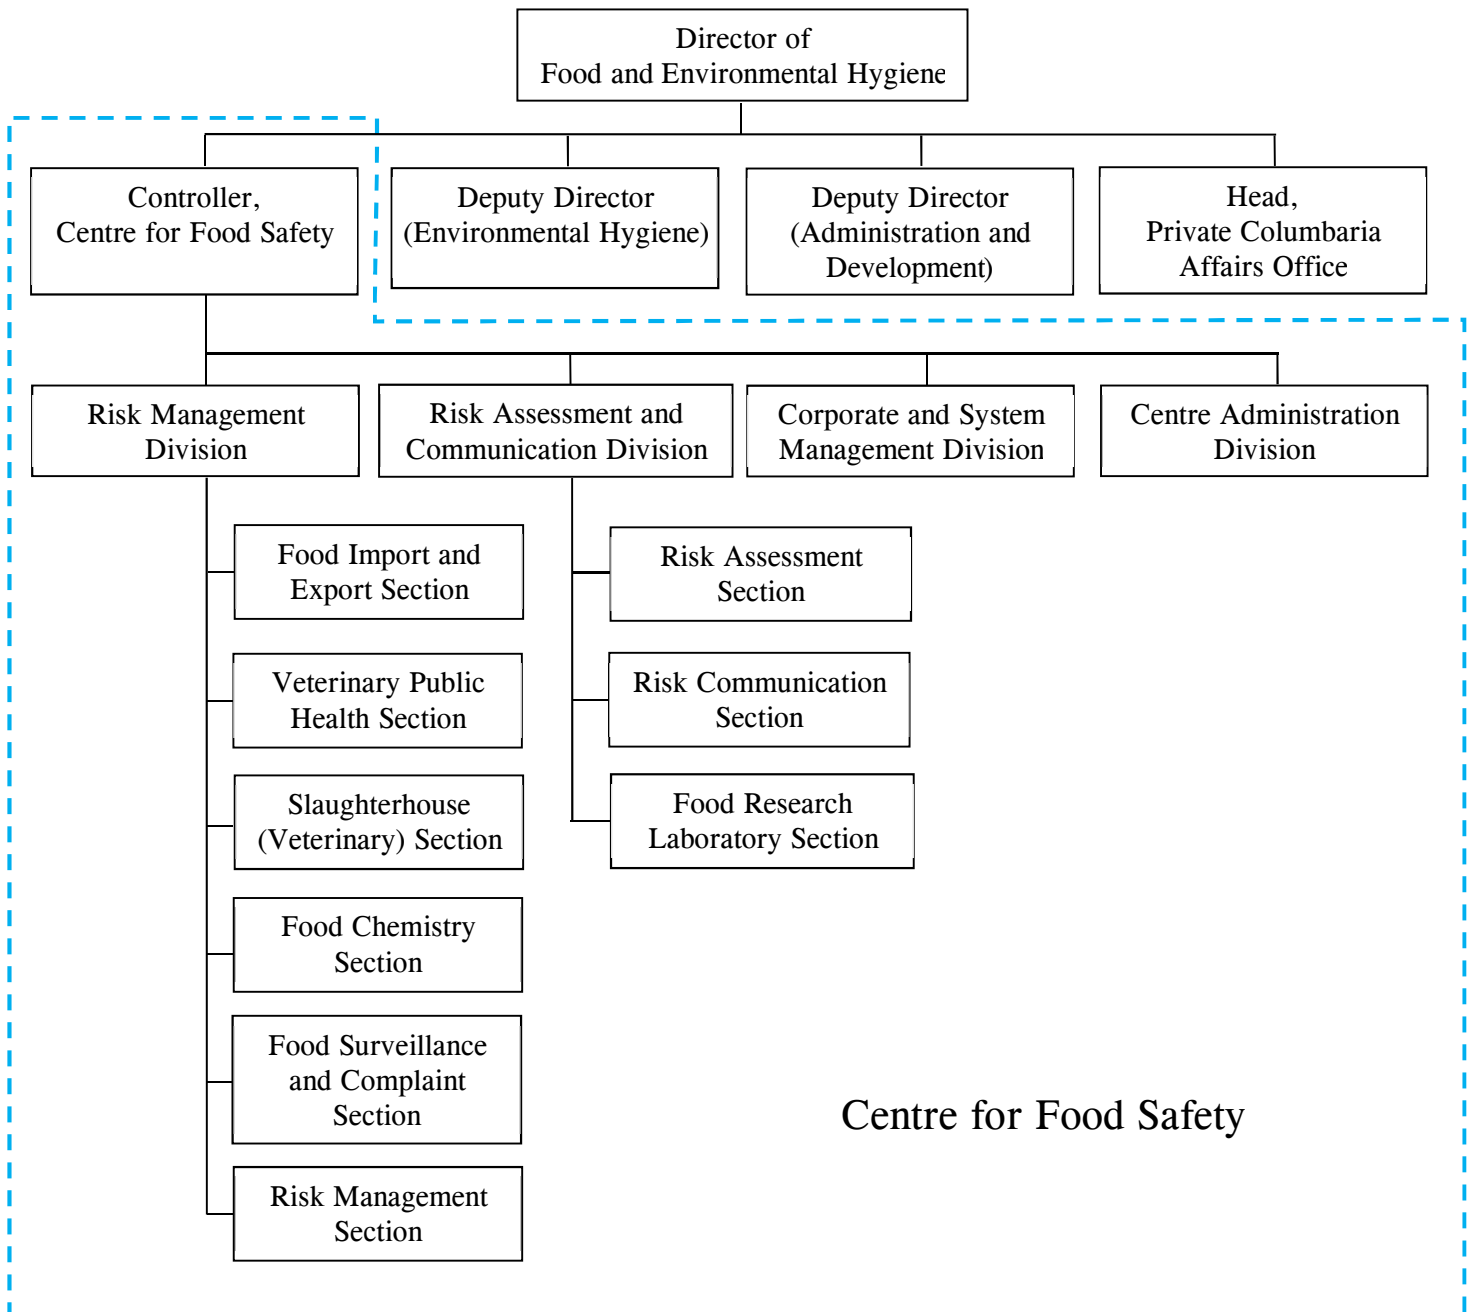 Director of
Food and Environmental Hygiene
Controller,
Centre for Food Safety
Deputy Director
(Environmental Hygiene)
Deputy Director
(Administration and
Development)
Head,
Private Columbaria
Affairs Office
Risk Management
Division
Risk Assessment and
Communication Division
Corporate and System
Management Division
Centre Administration
Division
Food Import and
Export Section
Veterinary Public
Health Section
Slaughterhouse
(Veterinary) Section
Food Chemistry
Section
Food Surveillance
and Complaint
Section
Risk Management
Section
Risk Assessment
Section
Risk Communication
Section
Food Research
Laboratory Section
Centre for Food Safety